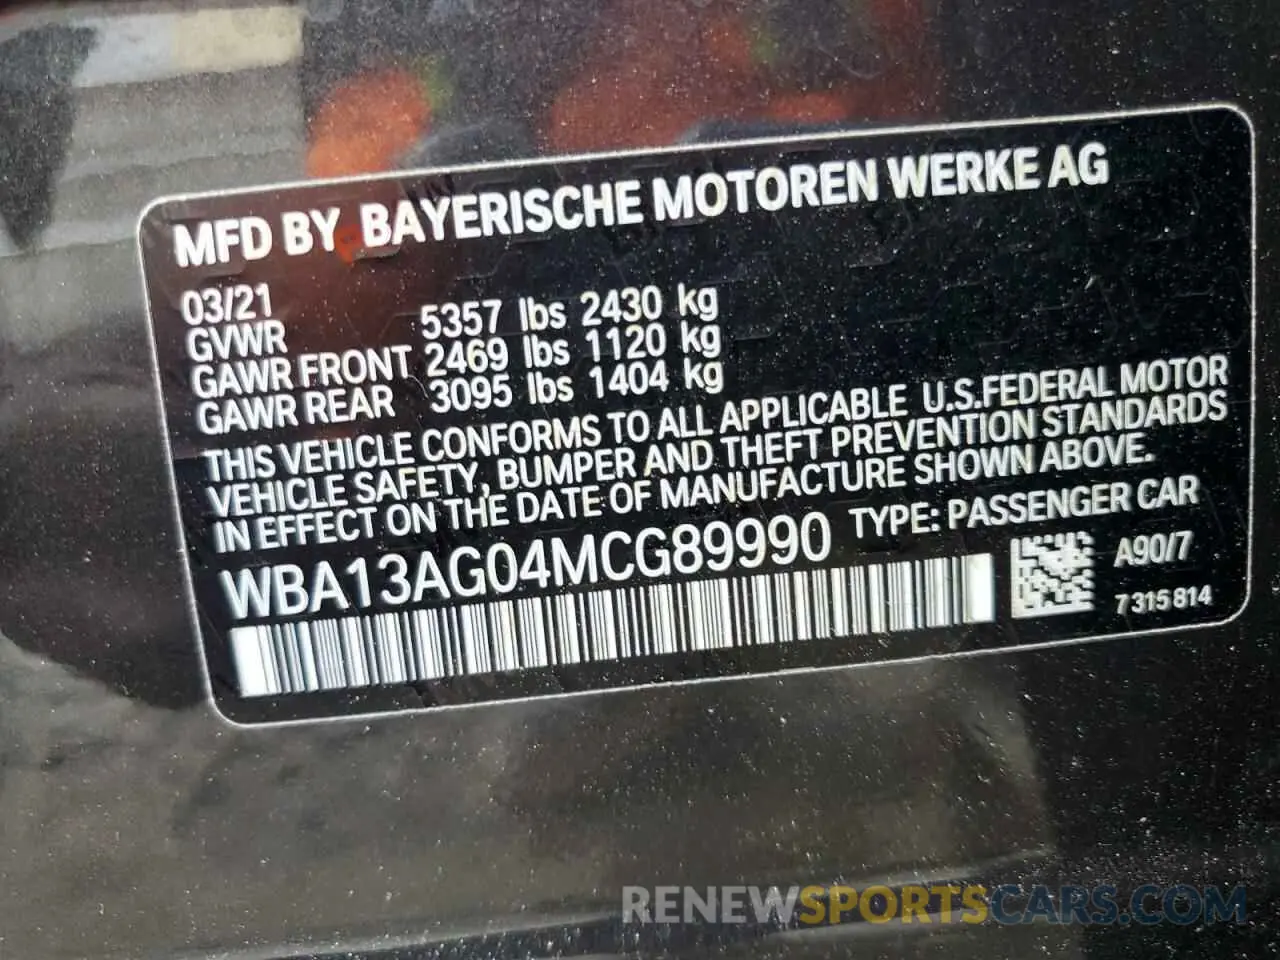 MFD BY BAYERISCHE MOTOREN WERKE AG
03/21
GVWR 5357 lbs 2430 kg
GAWR FRONT 2469 lbs 1120 kg
GAWR REAR 3095 lbs 1404 kg
THIS VEHICLE CONFORMS TO ALL APPLICABLE U.S.FEDERAL MOTOR
VEHICLE SAFETY, BUMPER AND THEFT PREVENTION STANDARDS
IN EFFECT ON THE DATE OF MANUFACTURE SHOWN ABOVE.
WBA13AG04MCG89990 TYPE: PASSENGER CAR
A90/7
7 315 814
RENEWSPORTSCARS.COM